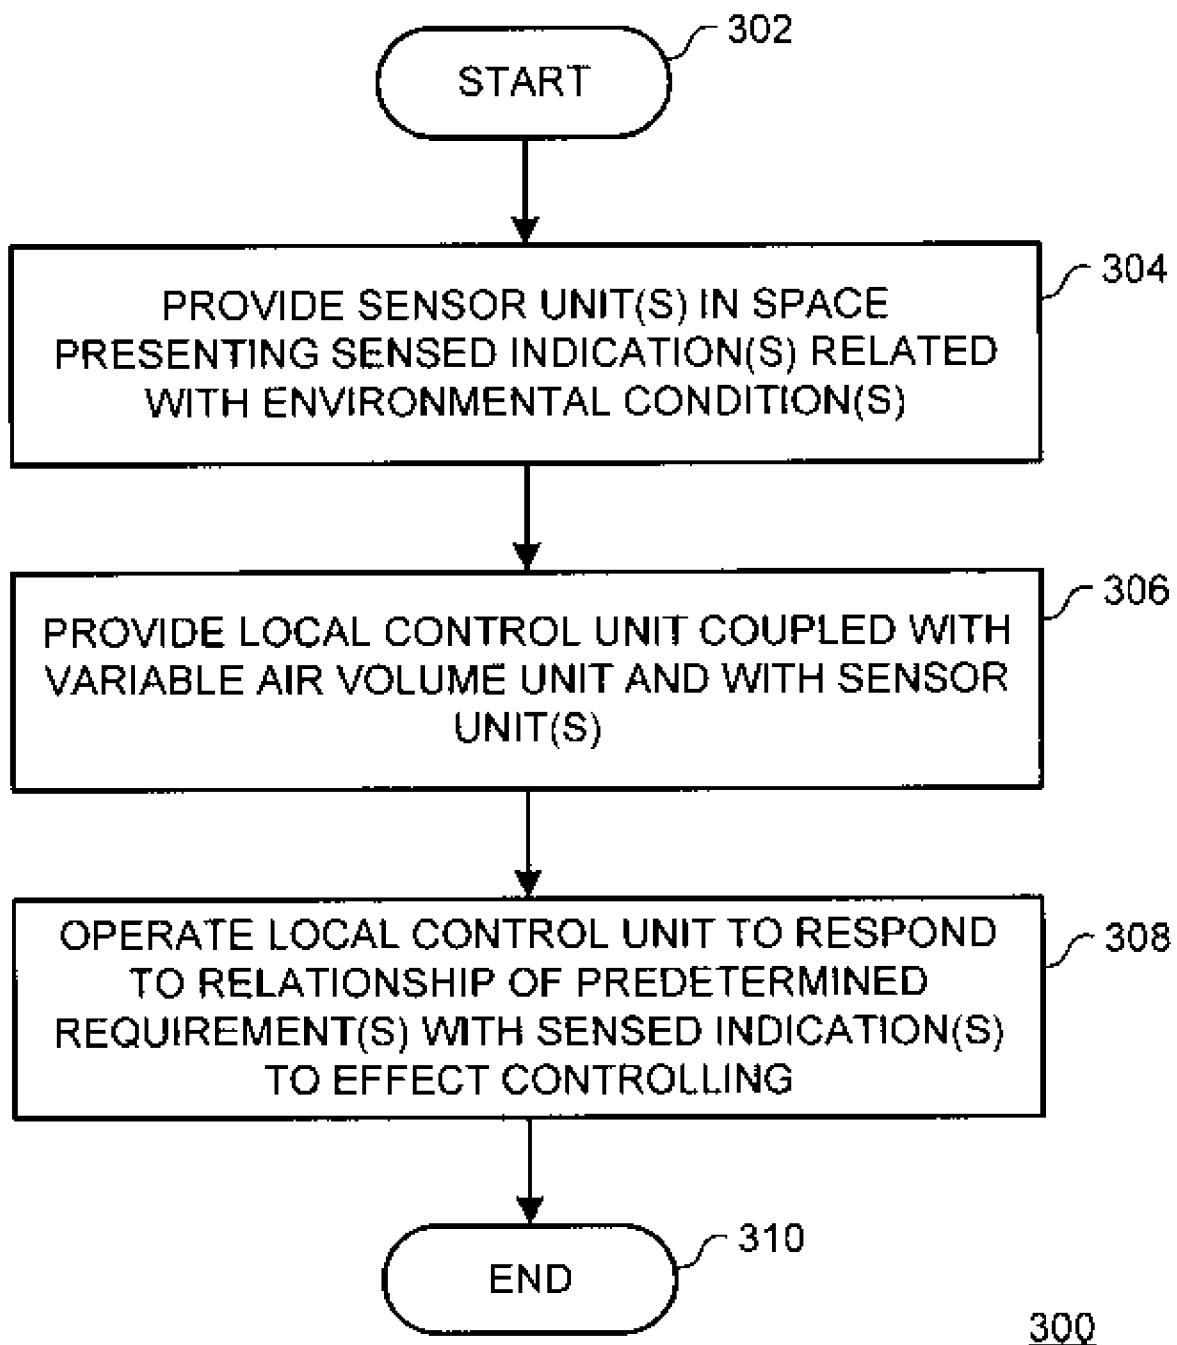 302
START
304
PROVIDE SENSOR UNIT(S) IN SPACE
PRESENTING SENSED INDICATION(S) RELATED
WITH ENVIRONMENTAL CONDITION(S)
306
PROVIDE LOCAL CONTROL UNIT COUPLED WITH
VARIABLE AIR VOLUME UNIT AND WITH SENSOR
UNIT(S)
308
OPERATE LOCAL CONTROL UNIT TO RESPOND
TO RELATIONSHIP OF PREDETERMINED
REQUIREMENT(S) WITH SENSED INDICATION(S)
TO EFFECT CONTROLLING
310
END
300